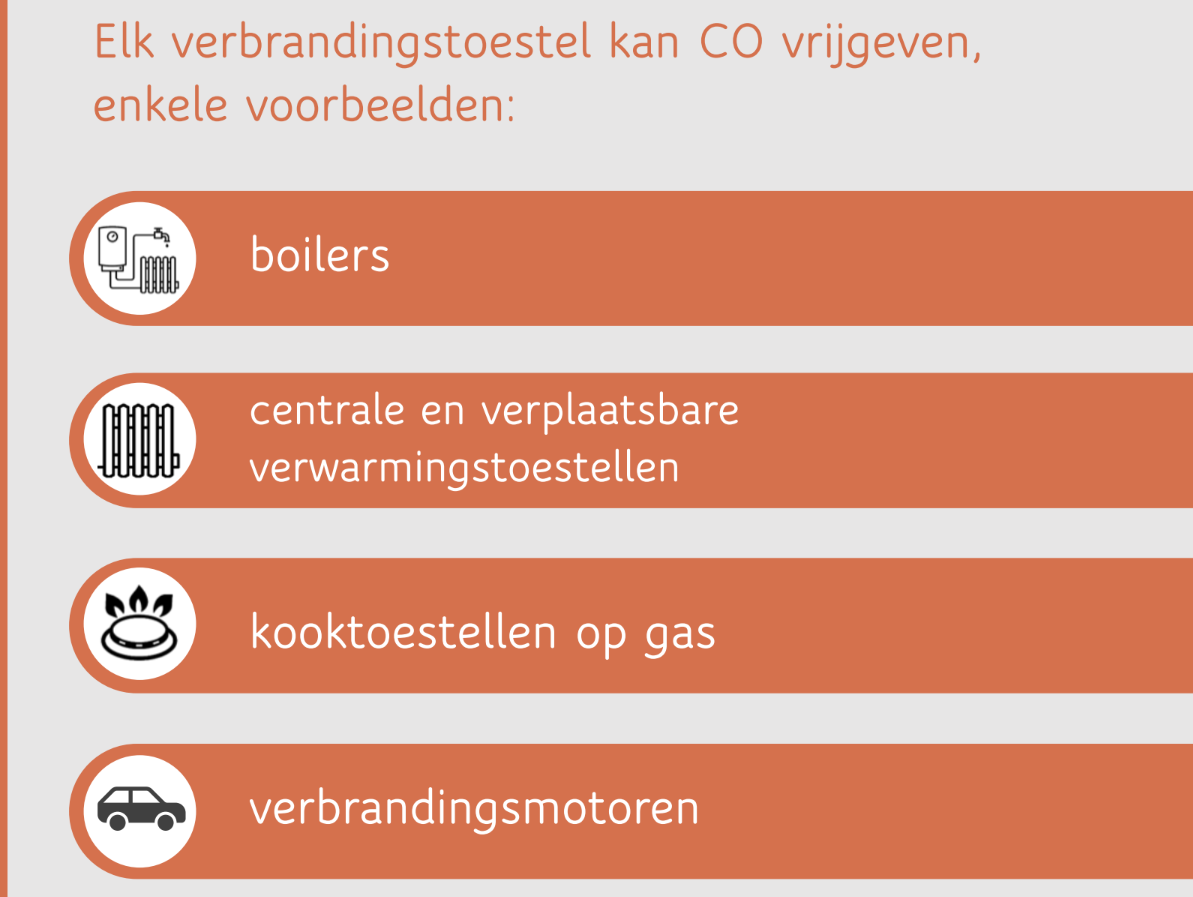 Elk verbrandingstoestel kan CO vrijgeven,
enkele voorbeelden:
boilers
centrale en verplaatsbare
verwarmingstoestellen
kooktoestellen op gas
verbrandingsmotoren